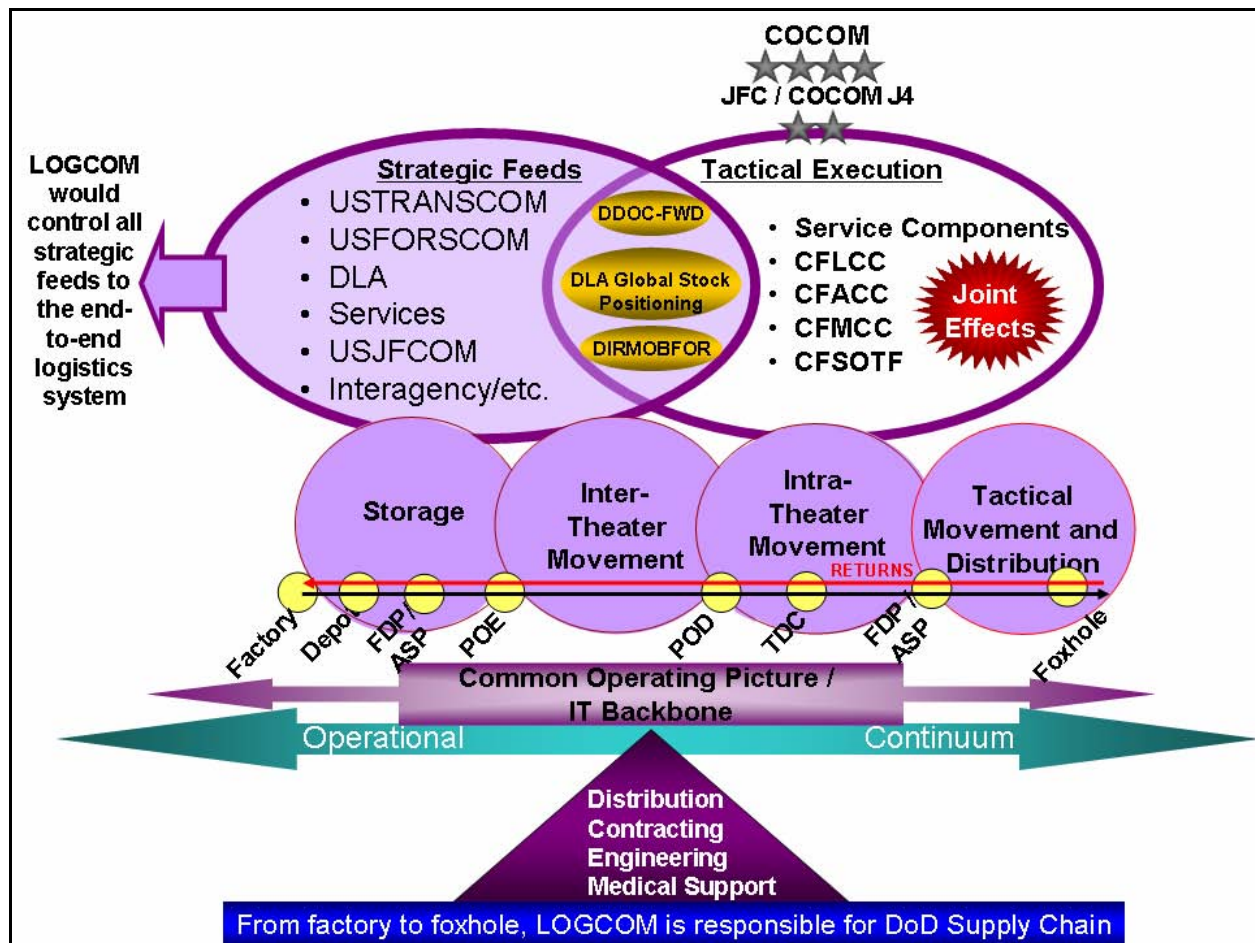 COCOM
JFC / COCOM J4
LOGCOM
would
control all
strategic
feeds to
the end-
to-end
logistics
system
Strategic Feeds
• USTRANSCOM
• USFORSCOM
• DLA
• Services
• USJFCOM
• Interagency/etc.
DDOC-FWD
DLA Global Stock
Positioning
DIRMOBFOR
Tactical Execution
• Service Components
• CFLCC
• CFACC
• CFMCC
• CFSOTF
Joint
Effects
Storage
Inter-
Theater
Movement
Intra-
Theater
Movement
Tactical
Movement and
Distribution
RETURNS
Factory
Depot
FDP/
ASP
POE
POD
TDC
FDP /
ASP
Foxhole
Common Operating Picture /
IT Backbone
Operational
Continuum
Distribution
Contracting
Engineering
Medical Support
From factory to foxhole, LOGCOM is responsible for DoD Supply Chain